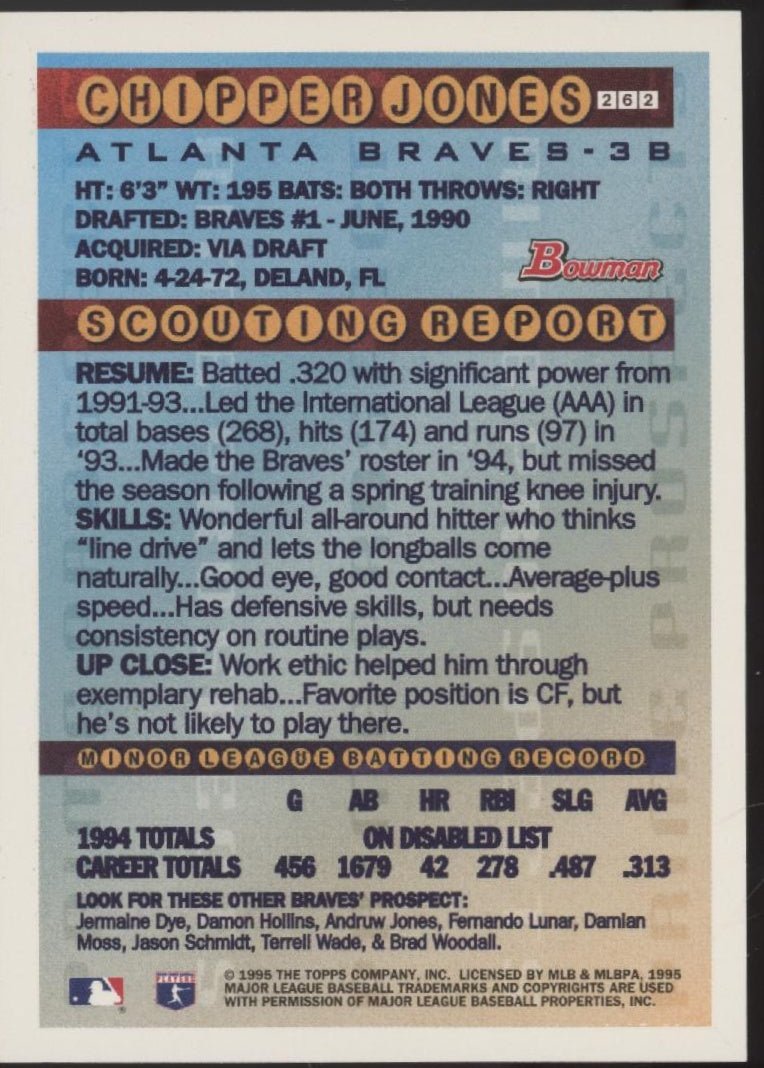 CHIPPER JONES 262
ATLANTA BRAVES-3B
HT: 6'3" WT: 195 BATS: BOTH THROWS: RIGHT
DRAFTED: BRAVES #1 - JUNE, 1990
ACQUIRED: VIA DRAFT
BORN: 4-24-72, DELAND, FL
Bowman
SCOUTING REPORT
RESUME: Batted .320 with significant power from
1991-93...Led the International League (AAA) in
total bases (268), hits (174) and runs (97) in
'93...Made the Braves' roster in '94, but missed
the season following a spring training knee injury.
SKILLS: Wonderful all-around hitter who thinks
"line drive" and lets the longballs come
naturally...Good eye, good contact...Average-plus
speed...Has defensive skills, but needs
consistency on routine plays.
UP CLOSE: Work ethic helped him through
exemplary rehab...Favorite position is CF, but
he's not likely to play there.
MINOR LEAGUE BATTING RECORD
G AB HR RBI SLG AVG
1994 TOTALS ON DISABLED LIST
CAREER TOTALS 456 1679 42 278 .487 .313
LOOK FOR THESE OTHER BRAVES' PROSPECT:
Jermaine Dye, Damon Hollins, Andruw Jones, Fernando Lunar, Damian
Moss, Jason Schmidt, Terrell Wade, & Brad Woodall.
© 1995 THE TOPPS COMPANY, INC. LICENSED BY MLB & MLBPA, 1995
MAJOR LEAGUE BASEBALL TRADEMARKS AND COPYRIGHTS ARE USED
WITH PERMISSION OF MAJOR LEAGUE BASEBALL PROPERTIES, INC.